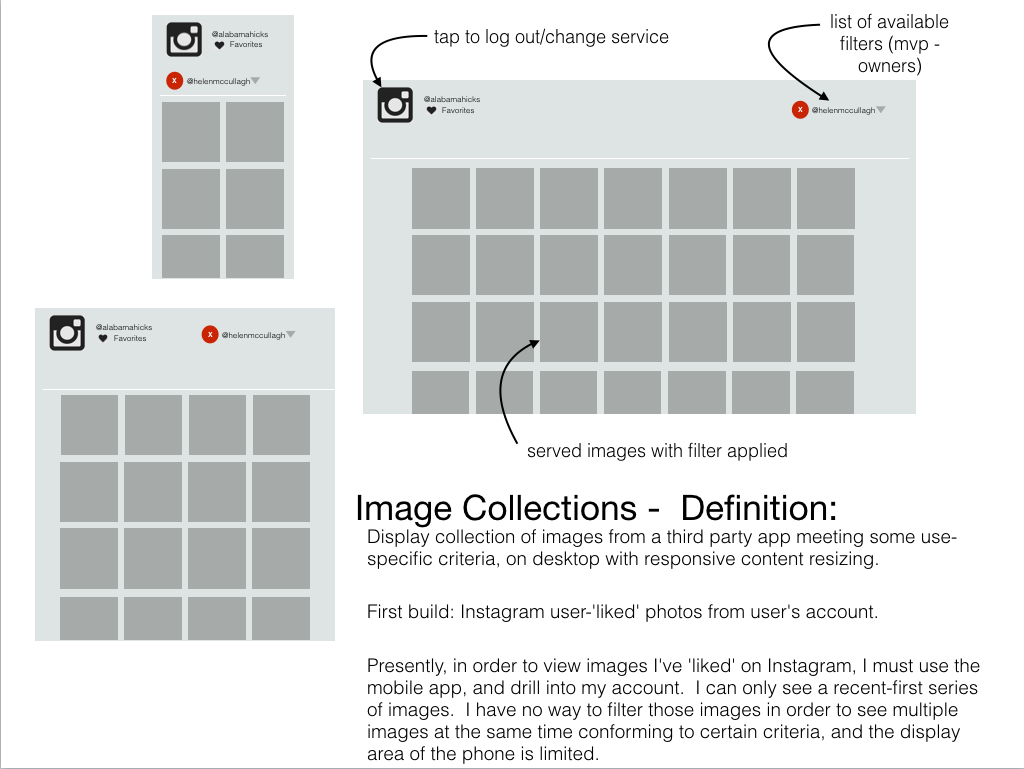 @alabamahicks
Favorites
X @helenmccullagh
tap to log out/change service
list of available
filters (mvp -
owners)
@alabamahicks
Favorites
X @helenmccullagh
@alabamahicks
Favorites
X @helenmccullagh
served images with filter applied
Image Collections -  Definition:
Display collection of images from a third party app meeting some use-
specific criteria, on desktop with responsive content resizing.
First build: Instagram user-'liked' photos from user's account.
Presently, in order to view images I've 'liked' on Instagram, I must use the
mobile app, and drill into my account.  I can only see a recent-first series
of images.  I have no way to filter those images in order to see multiple
images at the same time conforming to certain criteria, and the display
area of the phone is limited.